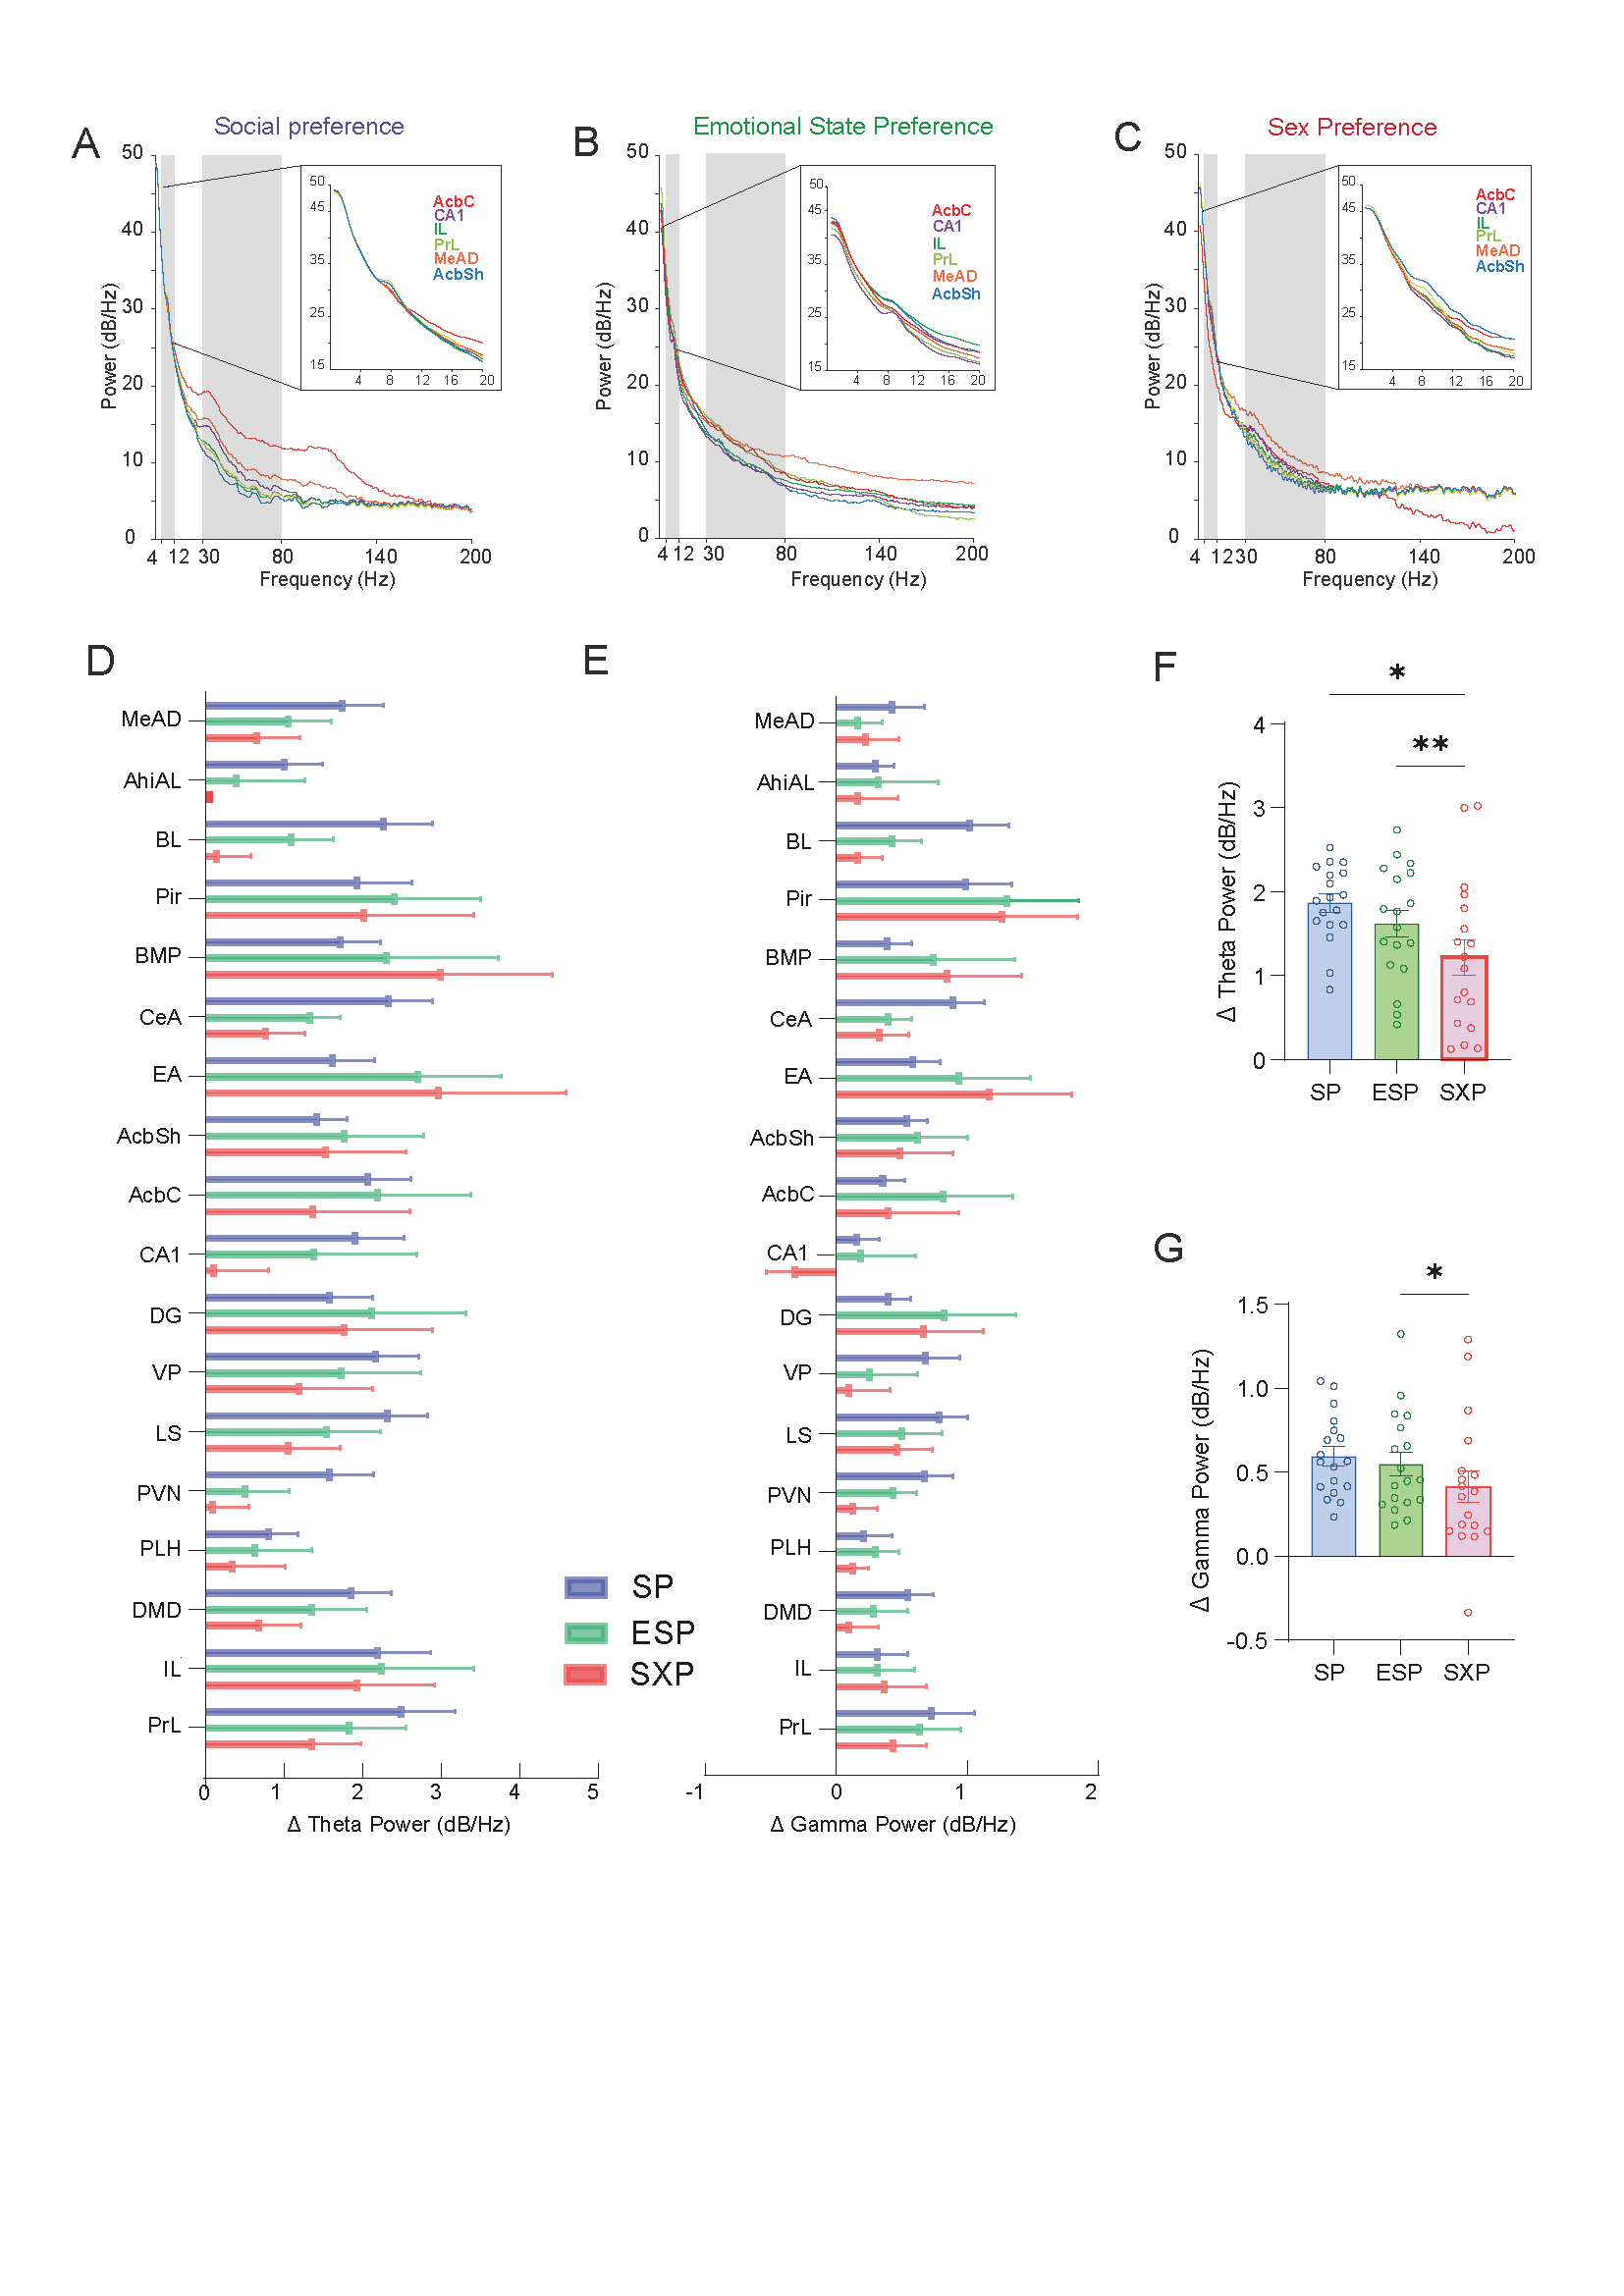 A
Social preference
50
40
30
20
10
0
Power (dB/Hz)
4 12 30 80 140 200
Frequency (Hz)
50
45
35
25
15
4 8 12 16 20
AcbC
CA1
IL
PrL
MeAD
AcbSh
B
Emotional State Preference
50
40
30
20
10
0
Power (dB/Hz)
4 12 30 80 140 200
Frequency (Hz)
50
45
35
25
15
4 8 12 16 20
AcbC
CA1
IL
PrL
MeAD
AcbSh
C
Sex Preference
50
40
30
20
10
0
Power (dB/Hz)
4 12 30 80 140 200
Frequency (Hz)
50
45
35
25
15
4 8 12 16 20
AcbC
CA1
IL
PrL
MeAD
AcbSh
D
MeAD
AhiAL
BL
Pir
BMP
CeA
EA
AcbSh
AcbC
CA1
DG
VP
LS
PVN
PLH
DMD
IL
PrL
0 1 2 3 4 5
Δ Theta Power (dB/Hz)
SP
ESP
SXP
E
MeAD
AhiAL
BL
Pir
BMP
CeA
EA
AcbSh
AcbC
CA1
DG
VP
LS
PVN
PLH
DMD
IL
PrL
-1 0 1 2
Δ Gamma Power (dB/Hz)
F
*
**
4
3
2
1
0
Δ Theta Power (dB/Hz)
SP ESP SXP
G
*
1.5
1.0
0.5
0.0
-0.5
Δ Gamma Power (dB/Hz)
SP ESP SXP